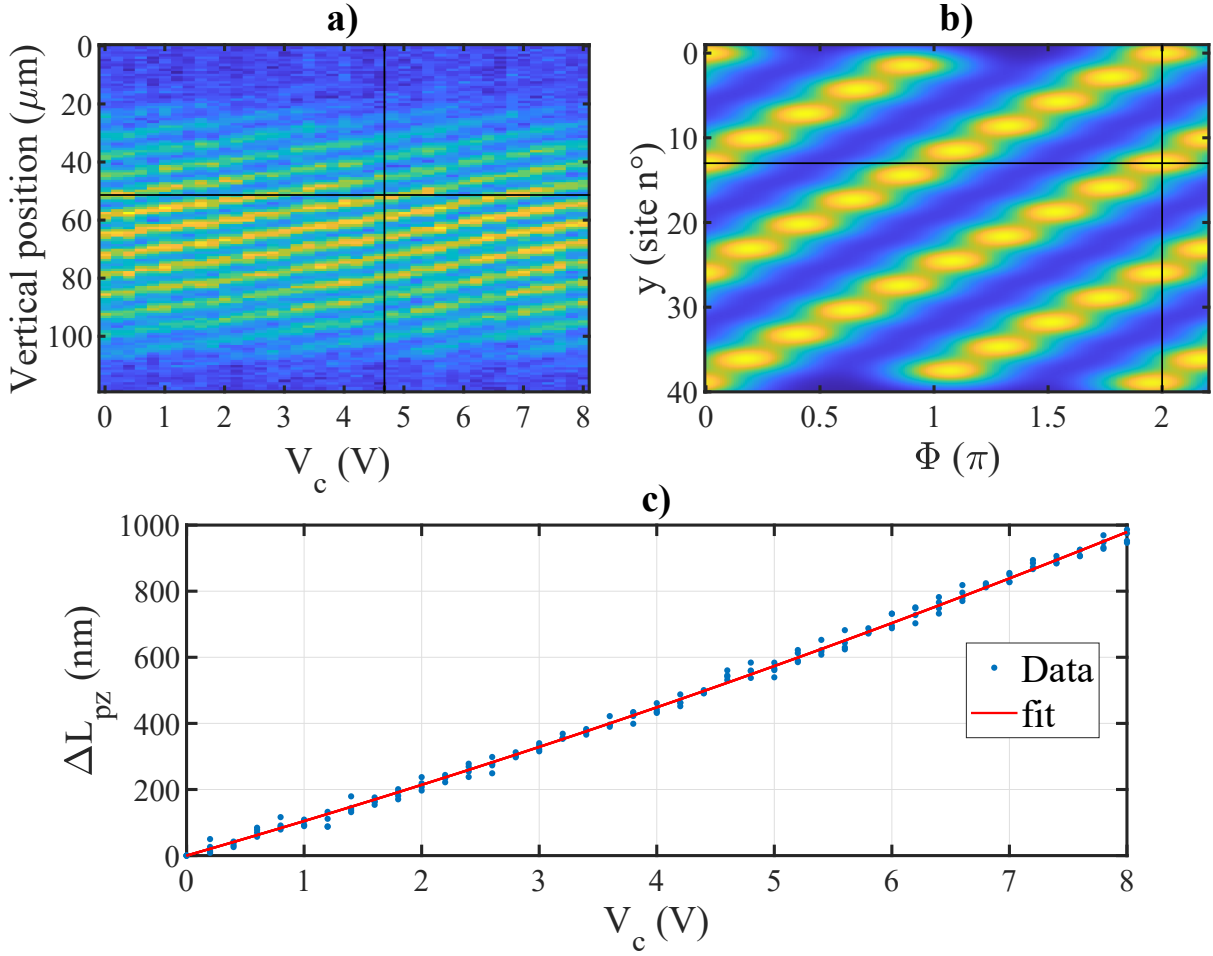 a)
Vertical position (μm)
0
20
40
60
80
100
0 1 2 3 4 5 6 7 8
V_c (V)
b)
y (site n°)
0
10
20
30
40
0 0.5 1 1.5 2
Φ (π)
c)
ΔL_pz (nm)
1000
800
600
400
200
0
0 1 2 3 4 5 6 7 8
V_c (V)
Data
fit